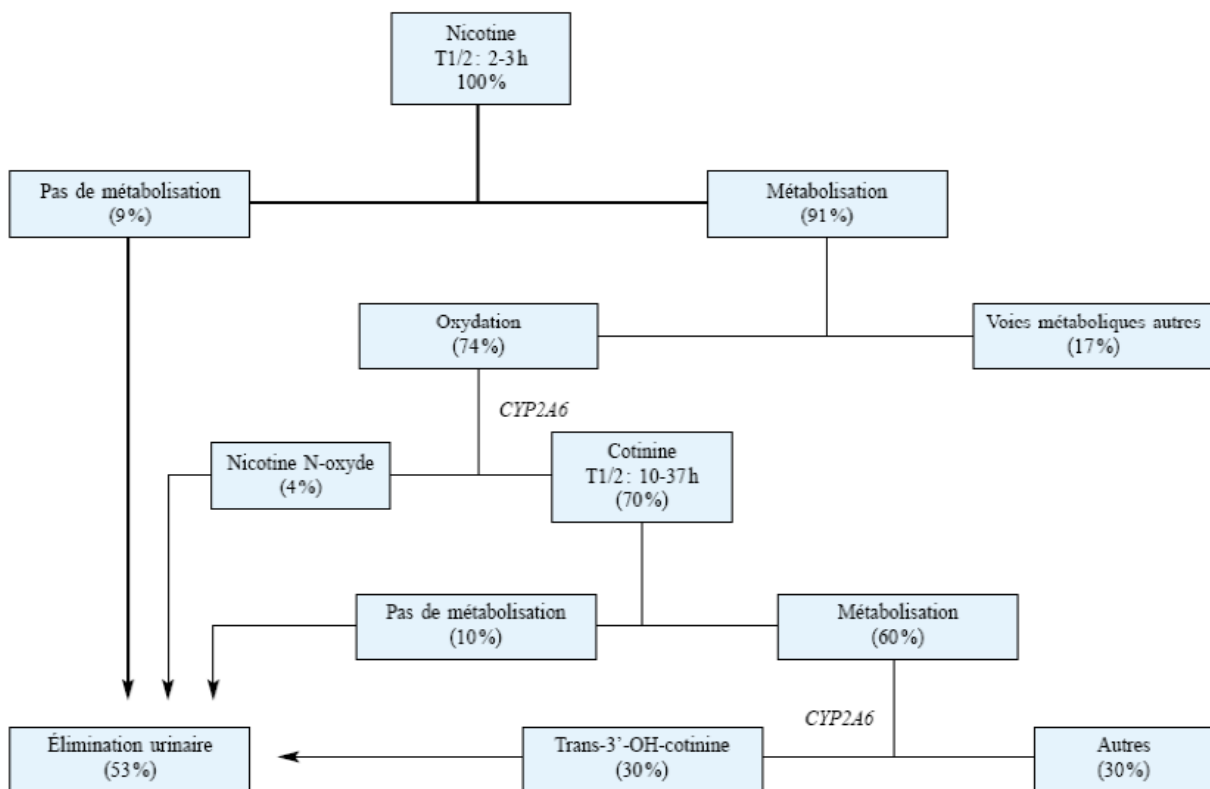 Nicotine
T1/2 : 2-3 h
100%
Pas de métabolisation
(9%)
Métabolisation
(91%)
Oxydation
(74%)
Voies métaboliques autres
(17%)
CYP2A6
Nicotine N-oxyde
(4%)
Cotinine
T1/2 : 10-37 h
(70%)
Pas de métabolisation
(10%)
Métabolisation
(60%)
CYP2A6
Élimination urinaire
(53%)
Trans-3’-OH-cotinine
(30%)
Autres
(30%)